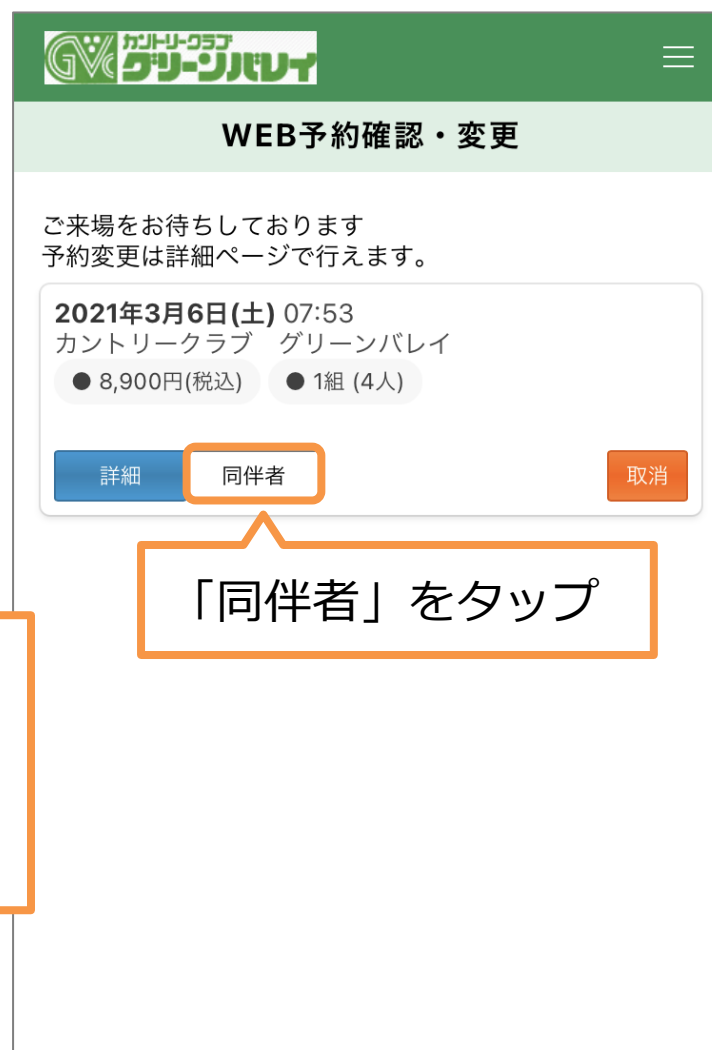 GVC カントリークラブ
グリーンバレイ
WEB予約確認・変更
ご来場をお待ちしております
予約変更は詳細ページで行えます。
2021年3月6日(土) 07:53
カントリークラブ　グリーンバレイ
● 8,900円(税込) ● 1組 (4人)
詳細 同伴者 取消
「同伴者」をタップ